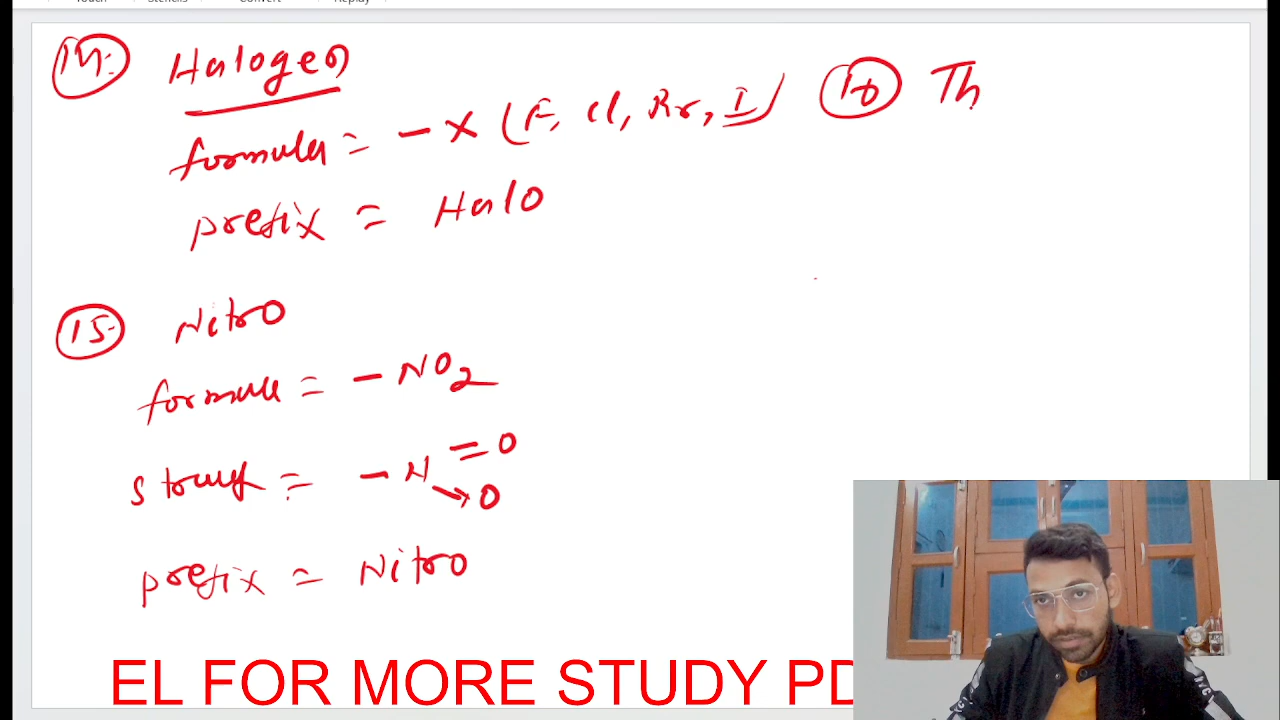 14. Halogen
formula = -X (F, Cl, Br, I)
prefix = Halo
15. Nitro
formula = -NO2
= -N =O
→O
prefix = Nitro
16 Th
EL FOR MORE STUDY PD